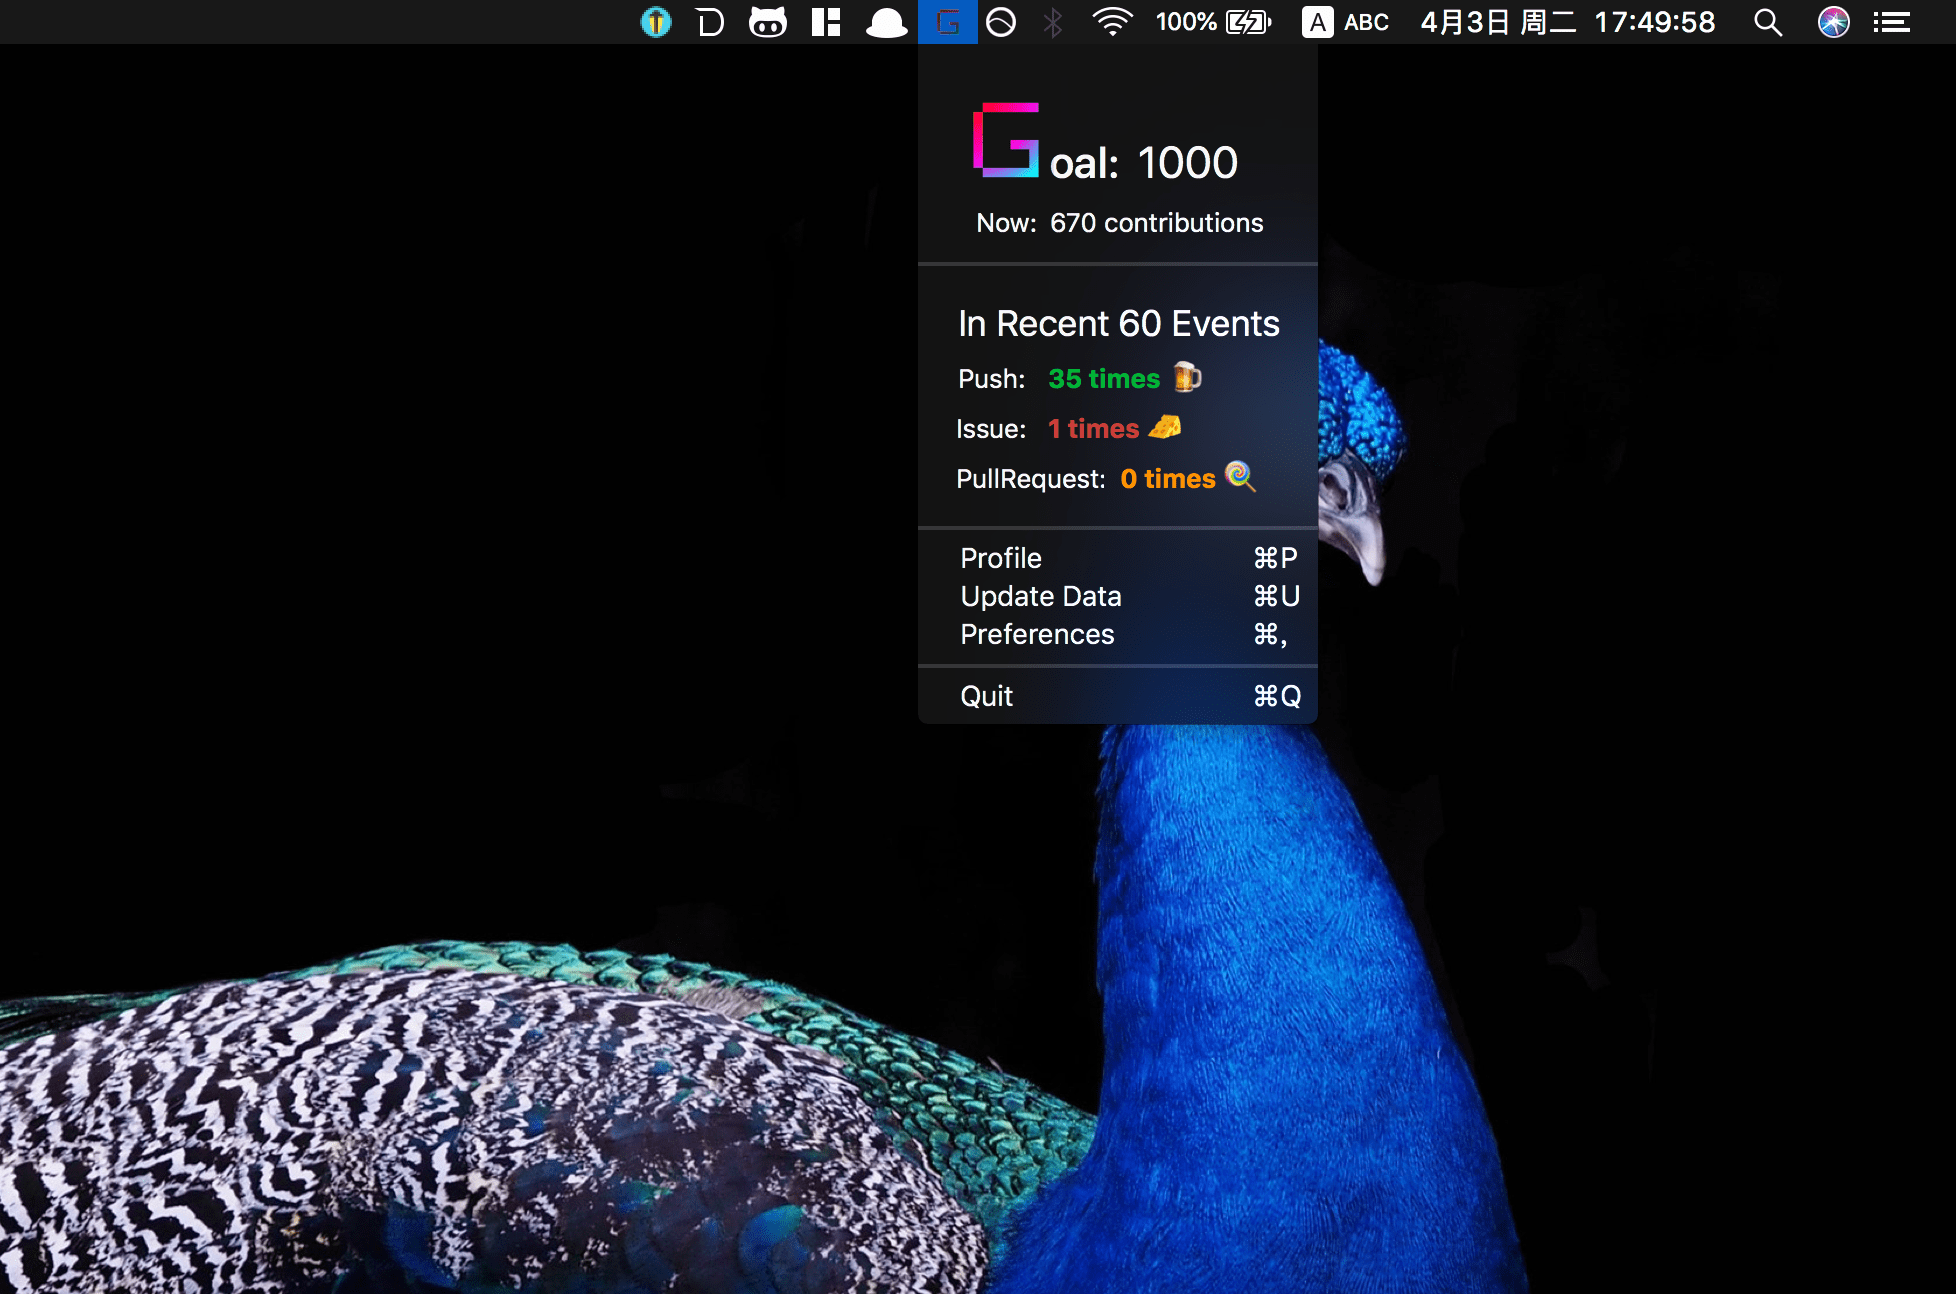 100% A ABC 4月3日 周二 17:49:58
Goal: 1000
Now: 670 contributions
In Recent 60 Events
Push: 35 times 🍺
Issue: 1 times 🧀
PullRequest: 0 times 🍭
Profile ⌘P
Update Data ⌘U
Preferences ⌘,
Quit ⌘Q